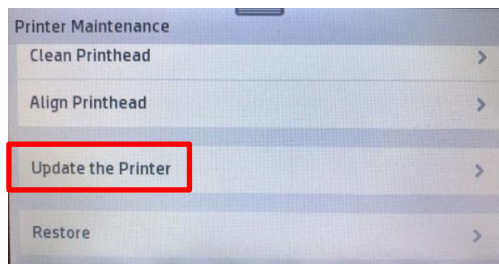 Printer Maintenance
Clean Printhead
Align Printhead
Update the Printer
Restore